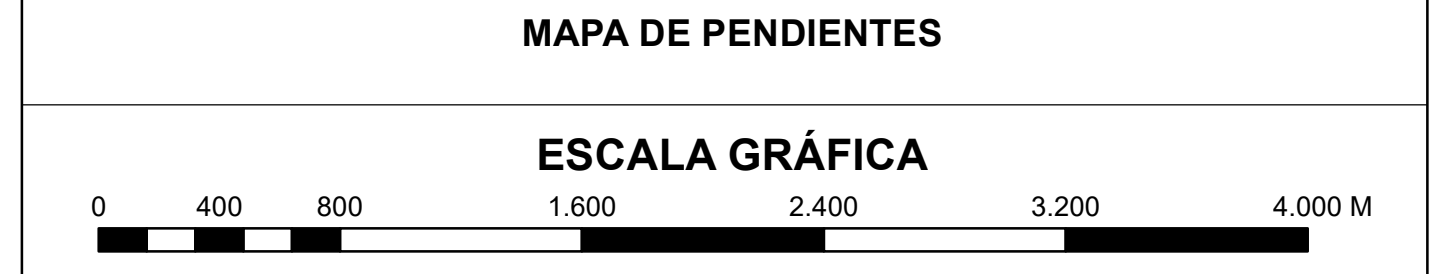 MAPA DE PENDIENTES
ESCALA GRÁFICA
0 400 800 1.600 2.400 3.200 4.000 M